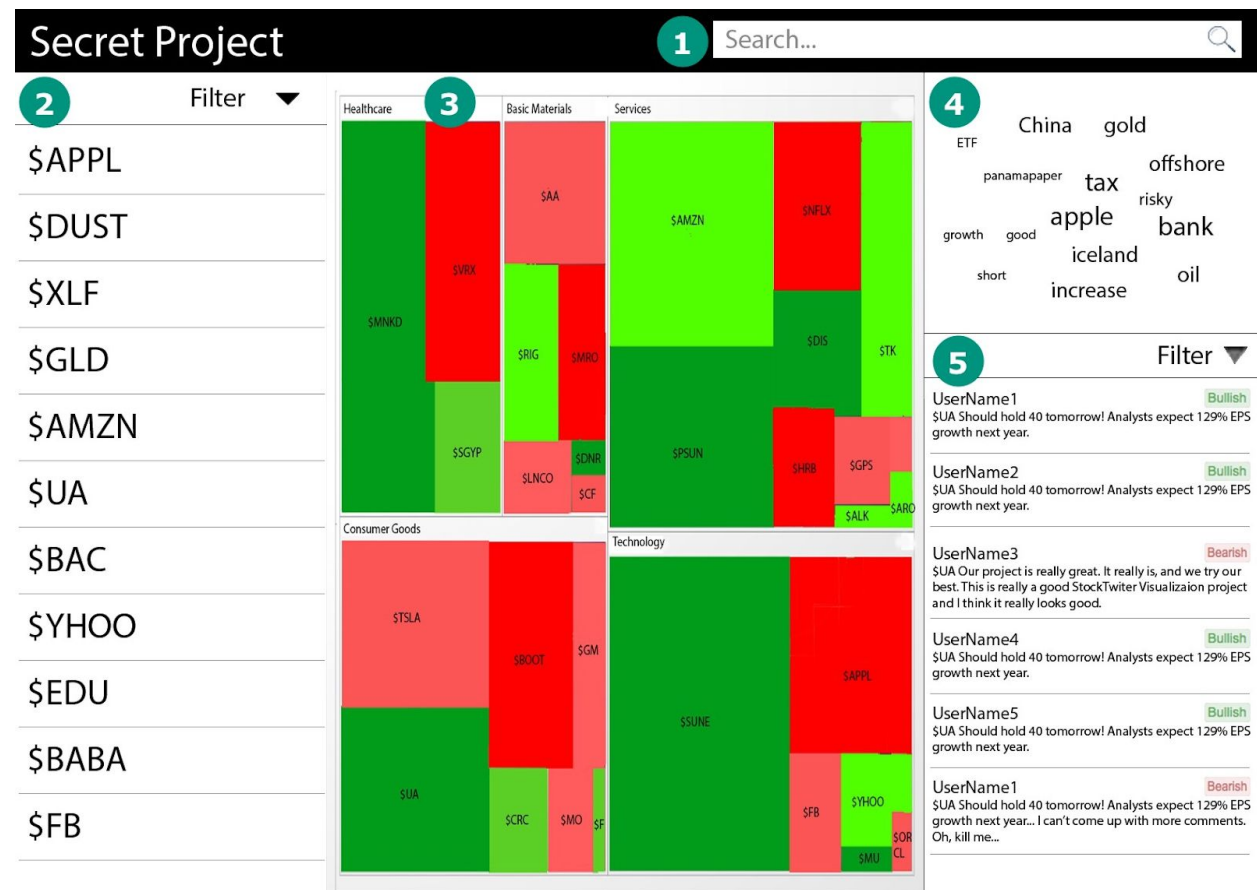 Secret Project
1
Search...
2
Filter
$APPL
$DUST
$XLF
$GLD
$AMZN
$UA
$BAC
$YHOO
$EDU
$BABA
$FB
3
Healthcare
$MNKD
$VRX
$SGYP
Basic Materials
$AA
$RIG
$MRO
$LNCO
$DNR
$CF
Services
$AMZN
$NFLX
$DIS
$TK
$PSUN
$HRB
$GPS
$ALK
$ARO
Consumer Goods
$TSLA
$BOOT
$GM
$UA
$CRC
$MO
$F
Technology
$SUNE
$APPL
$FB
$YHOO
$MU
$OR
CL
4
China gold
ETF
offshore
panamapaper
tax
risky
apple
bank
growth good
iceland
short
oil
increase
5
Filter
UserName1 Bullish
$UA Should hold 40 tomorrow! Analysts expect 129% EPS
growth next year.
UserName2 Bullish
$UA Should hold 40 tomorrow! Analysts expect 129% EPS
growth next year.
UserName3 Bearish
$UA Our project is really great. It really is, and we try our
best. This is really a good StockTwiter Visualizaion project
and I think it really looks good.
UserName4 Bullish
$UA Should hold 40 tomorrow! Analysts expect 129% EPS
growth next year.
UserName5 Bullish
$UA Should hold 40 tomorrow! Analysts expect 129% EPS
growth next year.
UserName1 Bearish
$UA Should hold 40 tomorrow! Analysts expect 129% EPS
growth next year... I can't come up with more comments.
Oh, kill me...